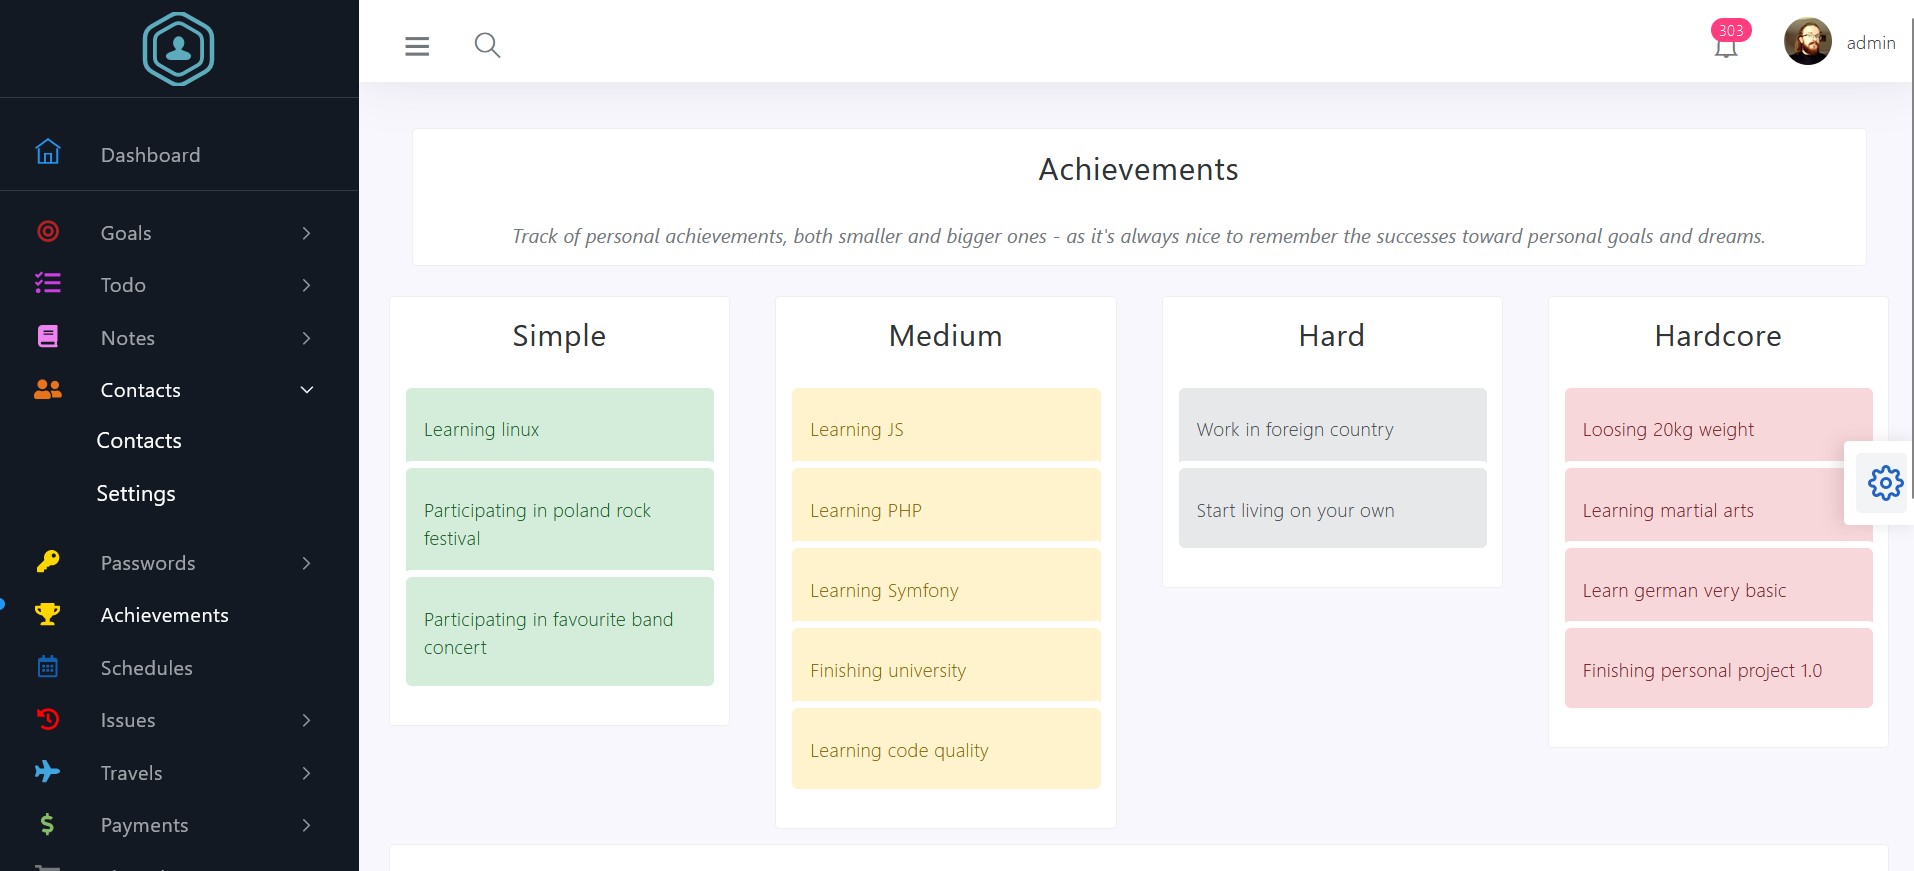 303
admin
Dashboard
Goals
Todo
Notes
Contacts
Contacts
Settings
Passwords
Achievements
Schedules
Issues
Travels
Payments
Achievements
Track of personal achievements, both smaller and bigger ones - as it's always nice to remember the successes toward personal goals and dreams.
Simple
Learning linux
Participating in poland rock
festival
Participating in favourite band
concert
Medium
Learning JS
Learning PHP
Learning Symfony
Finishing university
Learning code quality
Hard
Work in foreign country
Start living on your own
Hardcore
Loosing 20kg weight
Learning martial arts
Learn german very basic
Finishing personal project 1.0